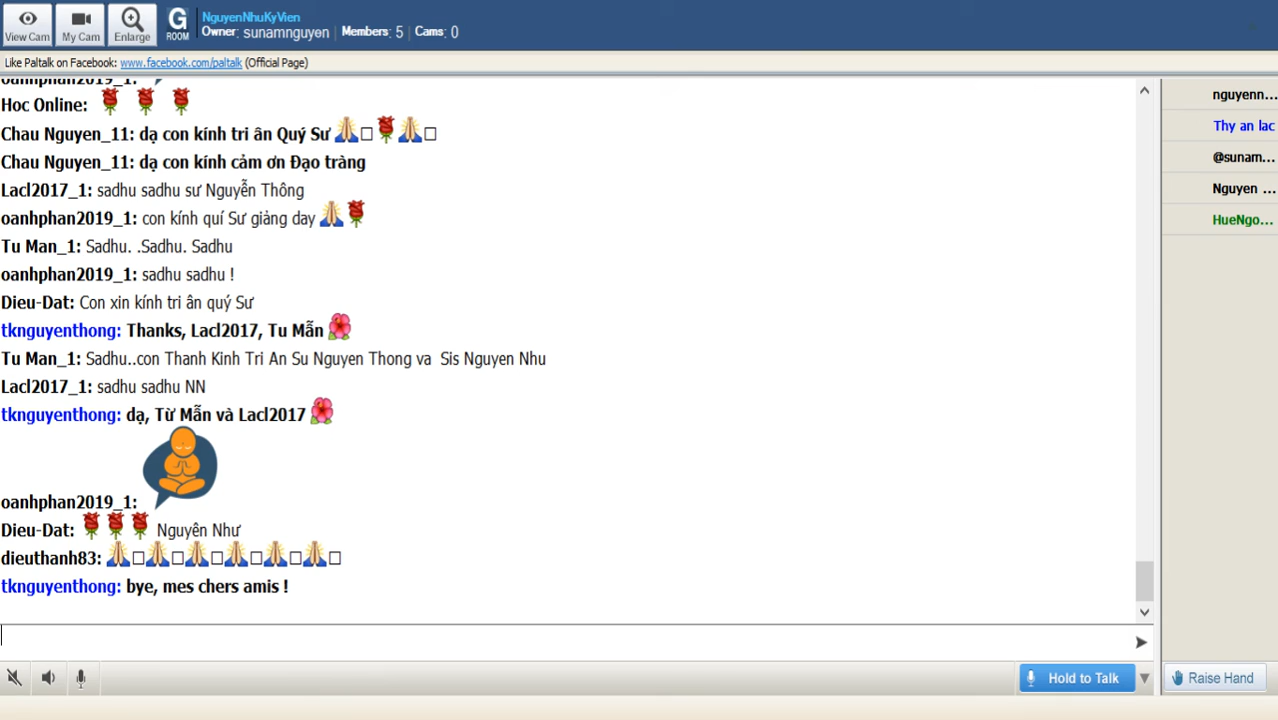 View Cam
My Cam
Enlarge
G
ROOM
NguyenNhuKyVien
Owner: sunamnguyen Members: 5 Cams: 0
Like Paltalk on Facebook: www.facebook.com/paltalk (Official Page)
oanhphan2019_1:
Hoc Online:
Chau Nguyen_11: dạ con kính tri ân Quý Sư
Chau Nguyen_11: dạ con kính cảm ơn Đạo tràng
Lacl2017_1: sadhu sadhu sư Nguyễn Thông
oanhphan2019_1: con kính quí Sư giảng day
Tu Man_1: Sadhu. .Sadhu. Sadhu
oanhphan2019_1: sadhu sadhu !
Dieu-Dat: Con xin kính tri ân quý Sư
tknguyenthong: Thanks, Lacl2017, Tu Mẫn
Tu Man_1: Sadhu..con Thanh Kinh Tri An Su Nguyen Thong va Sis Nguyen Nhu
Lacl2017_1: sadhu sadhu NN
tknguyenthong: dạ, Từ Mẫn và Lacl2017
oanhphan2019_1:
Dieu-Dat: Nguyên Như
dieuthanh83:
tknguyenthong: bye, mes chers amis !
nguyenn...
Thy an lac
@sunam...
Nguyen ...
HueNgo...
Hold to Talk
Raise Hand